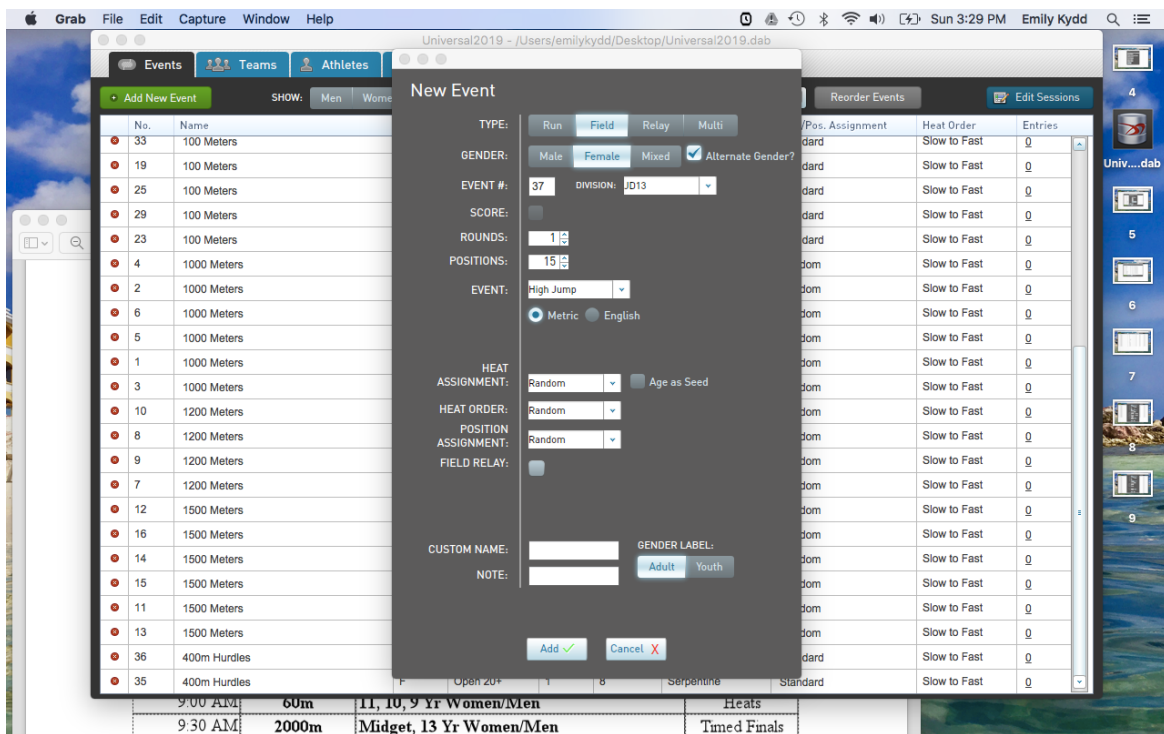 Grab File Edit Capture Window Help Sun 3:29 PM Emily Kydd
Universal2019 - /Users/emilykydd/Desktop/Universal2019.dab
Events Teams Athletes
Add New Event SHOW: Men Wome Reorder Events Edit Sessions
No. Name /Pos. Assignment Heat Order Entries
33 100 Meters dard Slow to Fast 0
19 100 Meters dard Slow to Fast 0
25 100 Meters dard Slow to Fast 0
29 100 Meters dard Slow to Fast 0
23 100 Meters dard Slow to Fast 0
4 1000 Meters dom Slow to Fast 0
2 1000 Meters dom Slow to Fast 0
6 1000 Meters dom Slow to Fast 0
5 1000 Meters dom Slow to Fast 0
1 1000 Meters dom Slow to Fast 0
3 1000 Meters dom Slow to Fast 0
10 1200 Meters dom Slow to Fast 0
8 1200 Meters dom Slow to Fast 0
9 1200 Meters dom Slow to Fast 0
7 1200 Meters dom Slow to Fast 0
12 1500 Meters dom Slow to Fast 0
16 1500 Meters dom Slow to Fast 0
14 1500 Meters dom Slow to Fast 0
15 1500 Meters dom Slow to Fast 0
11 1500 Meters dom Slow to Fast 0
13 1500 Meters dom Slow to Fast 0
36 400m Hurdles dard Slow to Fast 0
35 400m Hurdles F Open 20+ 1 8 Serpentine Standard Slow to Fast 0
New Event
TYPE: Run Field Relay Multi
GENDER: Male Female Mixed Alternate Gender?
EVENT #: 37 DIVISION: JD13
SCORE:
ROUNDS: 1
POSITIONS: 15
EVENT: High Jump
Metric English
HEAT
ASSIGNMENT: Random Age as Seed
HEAT ORDER: Random
POSITION
ASSIGNMENT: Random
FIELD RELAY:
CUSTOM NAME:
GENDER LABEL:
Adult Youth
NOTE:
Add Cancel X
4
Univ....dab
5
6
7
8
9
9:00 AM 60m 11, 10, 9 Yr Women/Men Heats
9:30 AM 2000m Midget, 13 Yr Women/Men Timed Finals